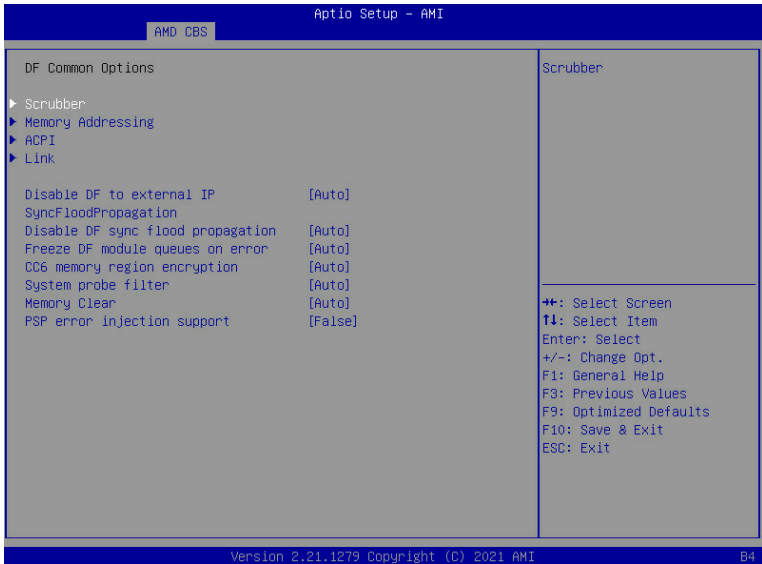 Aptio Setup - AMI
AMD CBS
DF Common Options
Scrubber
Memory Addressing
ACPI
Link
Disable DF to external IP [Auto]
SyncFloodPropagation
Disable DF sync flood propagation [Auto]
Freeze DF module queues on error [Auto]
CC6 memory region encryption [Auto]
System probe filter [Auto]
Memory Clear [Auto]
PSP error injection support [False]
Scrubber
→←: Select Screen
↑↓: Select Item
Enter: Select
+/-: Change Opt.
F1: General Help
F3: Previous Values
F9: Optimized Defaults
F10: Save & Exit
ESC: Exit
Version 2.21.1279 Copyright (C) 2021 AMI
B4